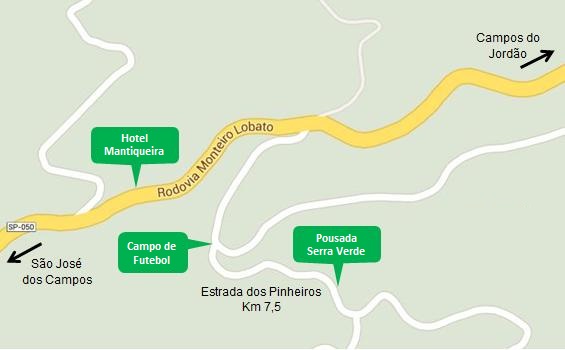 Campos do
Jordão
Hotel
Mantiqueira
Rodovia Monteiro Lobato
SP-050
São José
dos Campos
Campo de
Futebol
Pousada
Serra Verde
Estrada dos Pinheiros
Km 7,5